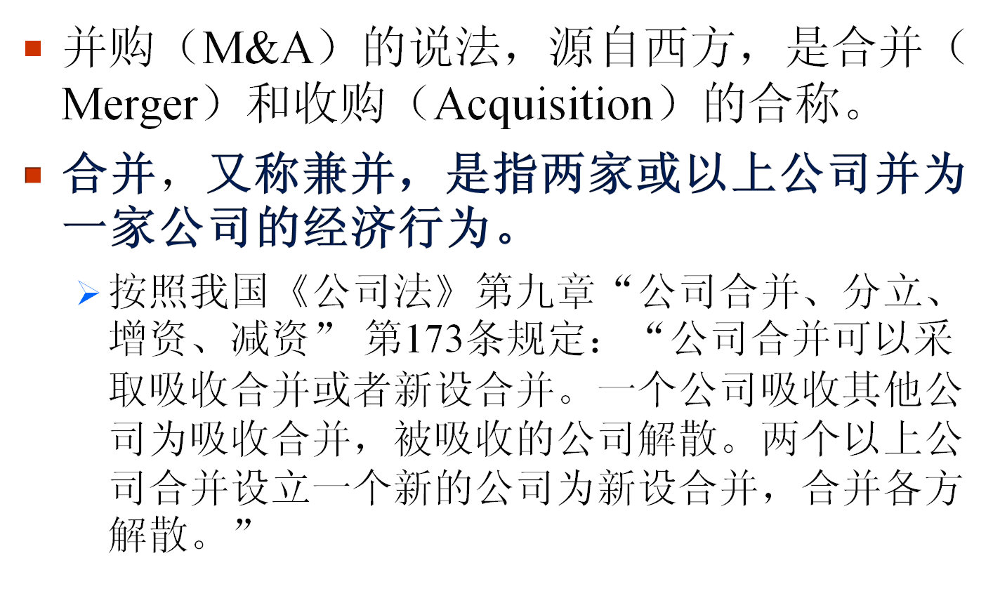 并购（M&A）的说法，源自西方，是合并（
Merger）和收购（Acquisition）的合称。
合并，又称兼并，是指两家或以上公司并为
一家公司的经济行为。
按照我国《公司法》第九章“公司合并、分立、
增资、减资” 第173条规定：“公司合并可以采
取吸收合并或者新设合并。一个公司吸收其他公
司为吸收合并，被吸收的公司解散。两个以上公
司合并设立一个新的公司为新设合并，合并各方
解散。”